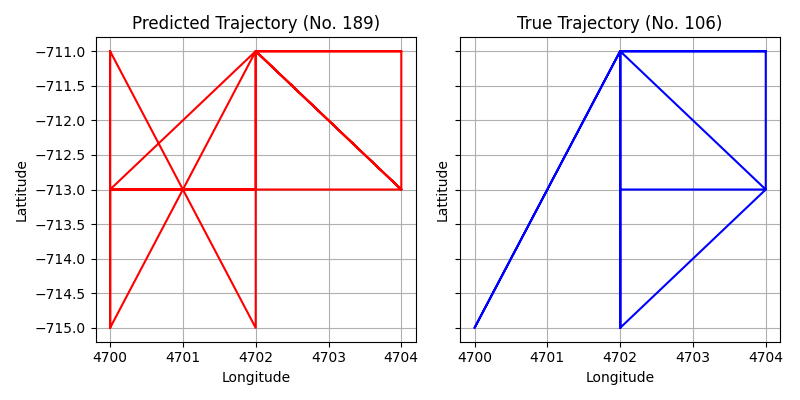 Predicted Trajectory (No. 189)
−711.0
−711.5
−712.0
−712.5
−713.0
−713.5
−714.0
−714.5
−715.0
Lattitude
4700 4701 4702 4703 4704
Longitude
True Trajectory (No. 106)
Lattitude
4700 4701 4702 4703 4704
Longitude